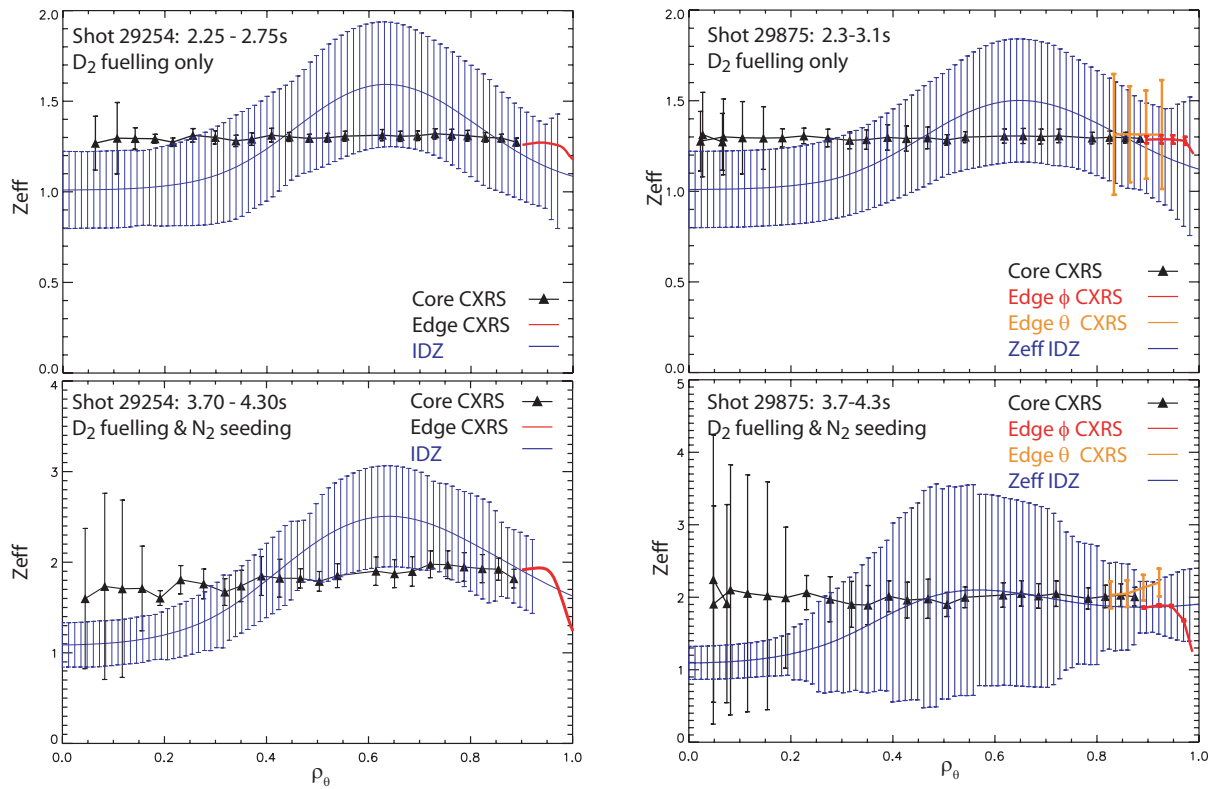 2.0
Shot 29254: 2.25 - 2.75s
D₂ fuelling only
1.5
Zeff
1.0
0.5
Core CXRS
Edge CXRS
IDZ
0.0
2.0
Shot 29875: 2.3-3.1s
D₂ fuelling only
1.5
Zeff
1.0
0.5
Core CXRS
Edge ϕ CXRS
Edge θ CXRS
Zeff IDZ
0.0
4
Shot 29254: 3.70 - 4.30s
D₂ fuelling & N₂ seeding
Core CXRS
Edge CXRS
IDZ
3
Zeff
2
1
0
0.0 0.2 0.4 0.6 0.8 1.0
ρθ
5
Shot 29875: 3.7-4.3s
D₂ fuelling & N₂ seeding
Core CXRS
Edge ϕ CXRS
Edge θ CXRS
Zeff IDZ
4
3
Zeff
2
1
0
0.0 0.2 0.4 0.6 0.8 1.0
ρθ